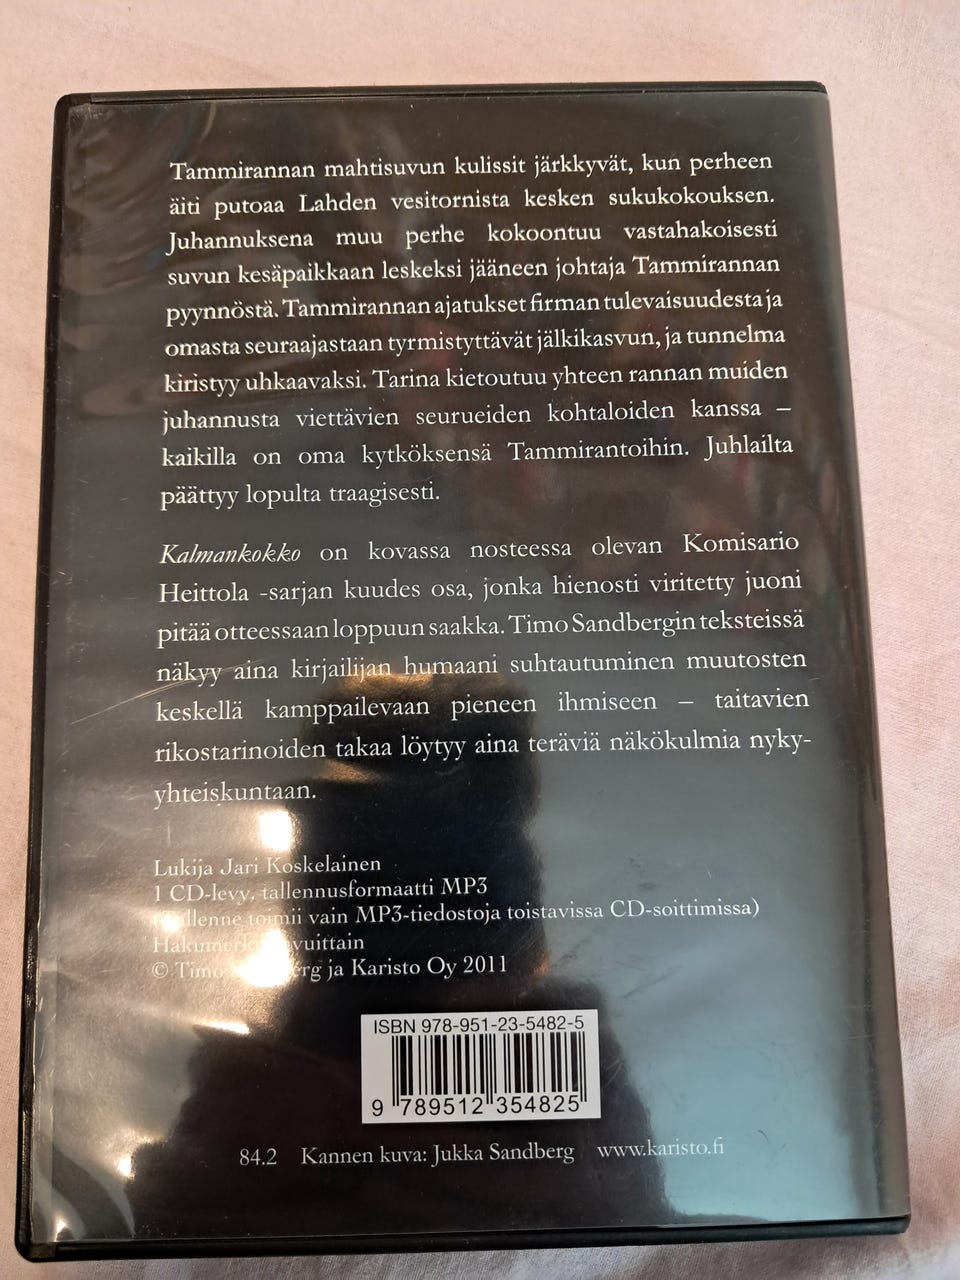 Tammirannan mahtisuvun kulissit järkkyvät, kun perheen
äiti putoaa Lahden vesitornista kesken sukukokouksen.
Juhannuksena muu perhe kokoontuu vastahakoisesti
suvun kesäpaikkaan leskeksi jääneen johtaja Tammirannan
pyynnöstä. Tammirannan ajatukset firman tulevaisuudesta ja
omasta seuraajastaan tyrmistyttävät jälkikasvun, ja tunnelma
kiristyy uhkaavaksi. Tarina kietoutuu yhteen rannan muiden
juhannusta viettävien seurueiden kohtaloiden kanssa –
kaikilla on oma kytköksensä Tammirantoihin. Juhlailta
päättyy lopulta traagisesti.
Kalmankokko on kovassa nosteessa olevan Komisario
Heittola -sarjan kuudes osa, jonka hienosti viritetty juoni
pitää otteessaan loppuun saakka. Timo Sandbergin teksteissä
näkyy aina kirjailijan humaani suhtautuminen muutosten
keskellä kamppailevaan pieneen ihmiseen – taitavien
rikostarinoiden takaa löytyy aina teräviä näkökulmia nyky-
yhteiskuntaan.
Lukija Jari Koskelainen
1 CD-levy, tallennusformaatti MP3
(Tallenne toimii vain MP3-tiedostoja toistavissa CD-soittimissa)
© Timo Sandberg ja Karisto Oy 2011
ISBN 978-951-23-5482-5
9 789512 354825
84.2 Kannen kuva: Jukka Sandberg www.karisto.fi